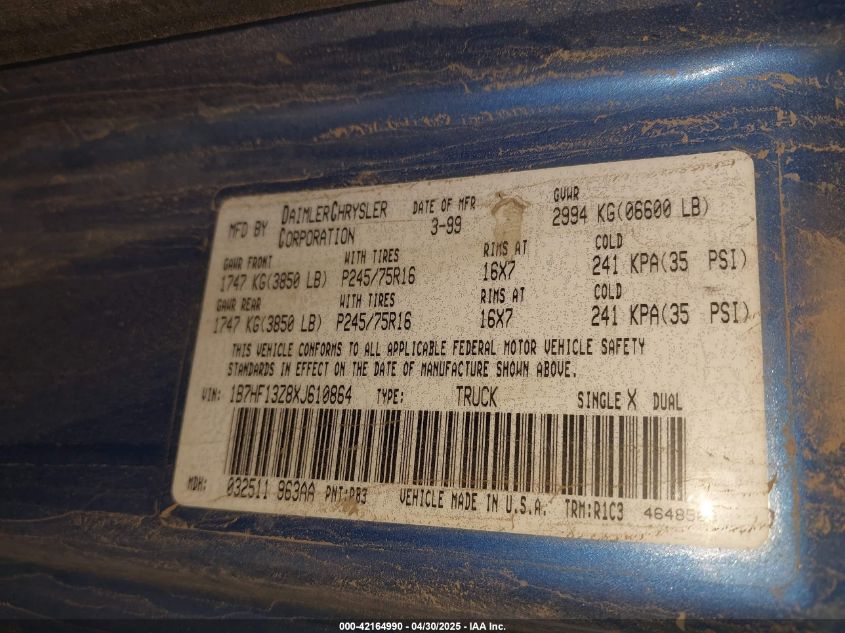 MFD BY DAIMLERCHRYSLER CORPORATION DATE OF MFR 3-99 GVWR 2994 KG(06600 LB)
GAWR FRONT WITH TIRES RIMS AT COLD
1747 KG(3850 LB) P245/75R16 16X7 241 KPA(35 PSI)
GAWR REAR WITH TIRES RIMS AT COLD
1747 KG(3850 LB) P245/75R16 16X7 241 KPA(35 PSI)
THIS VEHICLE CONFORMS TO ALL APPLICABLE FEDERAL MOTOR VEHICLE SAFETY
STANDARDS IN EFFECT ON THE DATE OF MANUFACTURE SHOWN ABOVE.
VIN: 1B7HF13Z8XJ610864 TYPE: TRUCK SINGLE X DUAL
MDH: 032511 963AA PNT:PB3 VEHICLE MADE IN U.S.A. TRM:R1C3
000-42164990 - 04/30/2025 - IAA Inc.